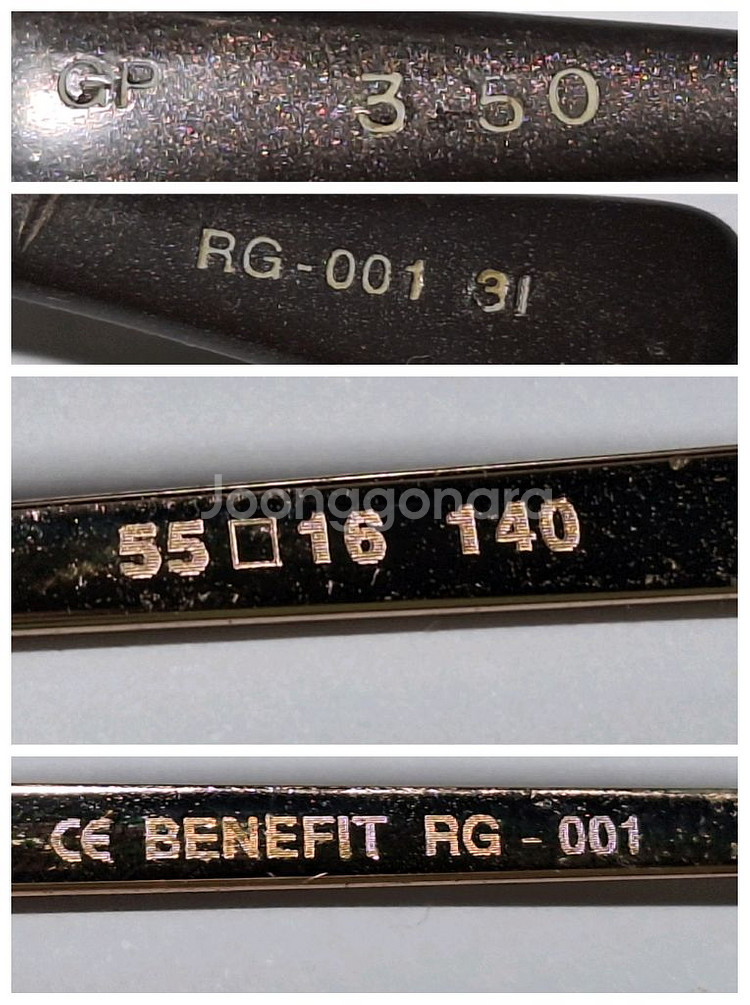 GP 3 50
RG-001 31
Joonggonara
55□16 140
CE BENEFIT RG - 001